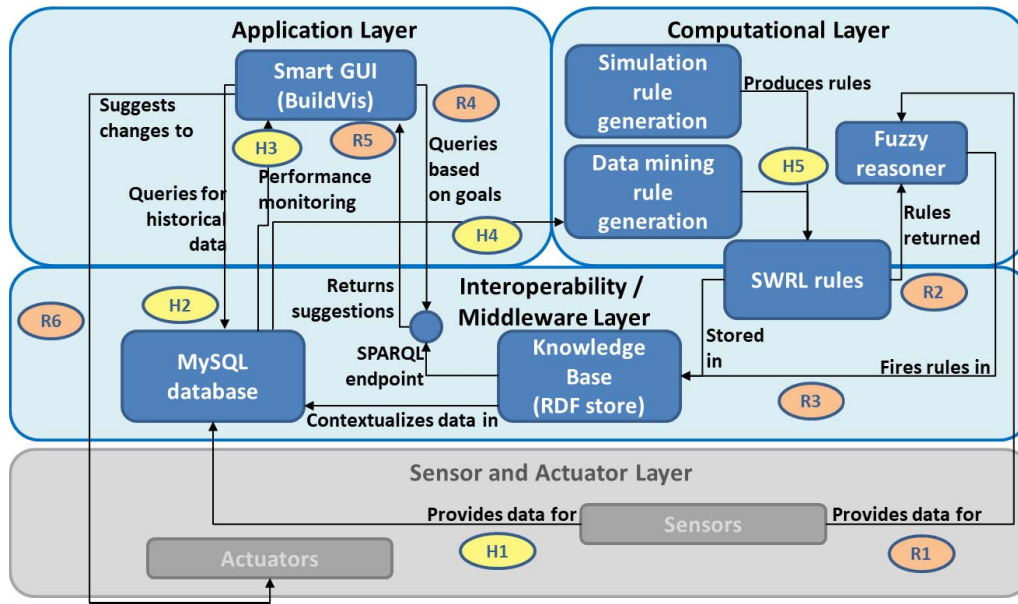 Application Layer
Computational Layer
Smart GUI
(BuildVis)
Suggests
changes to
R4
H3
R5
Queries
based
on goals
Performance
monitoring
Queries for
historical
data
H4
Simulation
rule
generation
Produces rules
Data mining
rule
generation
H5
Fuzzy
reasoner
Rules
returned
SWRL rules
R2
R6
H2
Returns
suggestions
Interoperability /
Middleware Layer
MySQL
database
SPARQL
endpoint
Knowledge
Base
(RDF store)
Stored
in
Fires rules in
R3
Contextualizes data in
Sensor and Actuator Layer
Provides data for
Sensors
Provides data for
H1
R1
Actuators